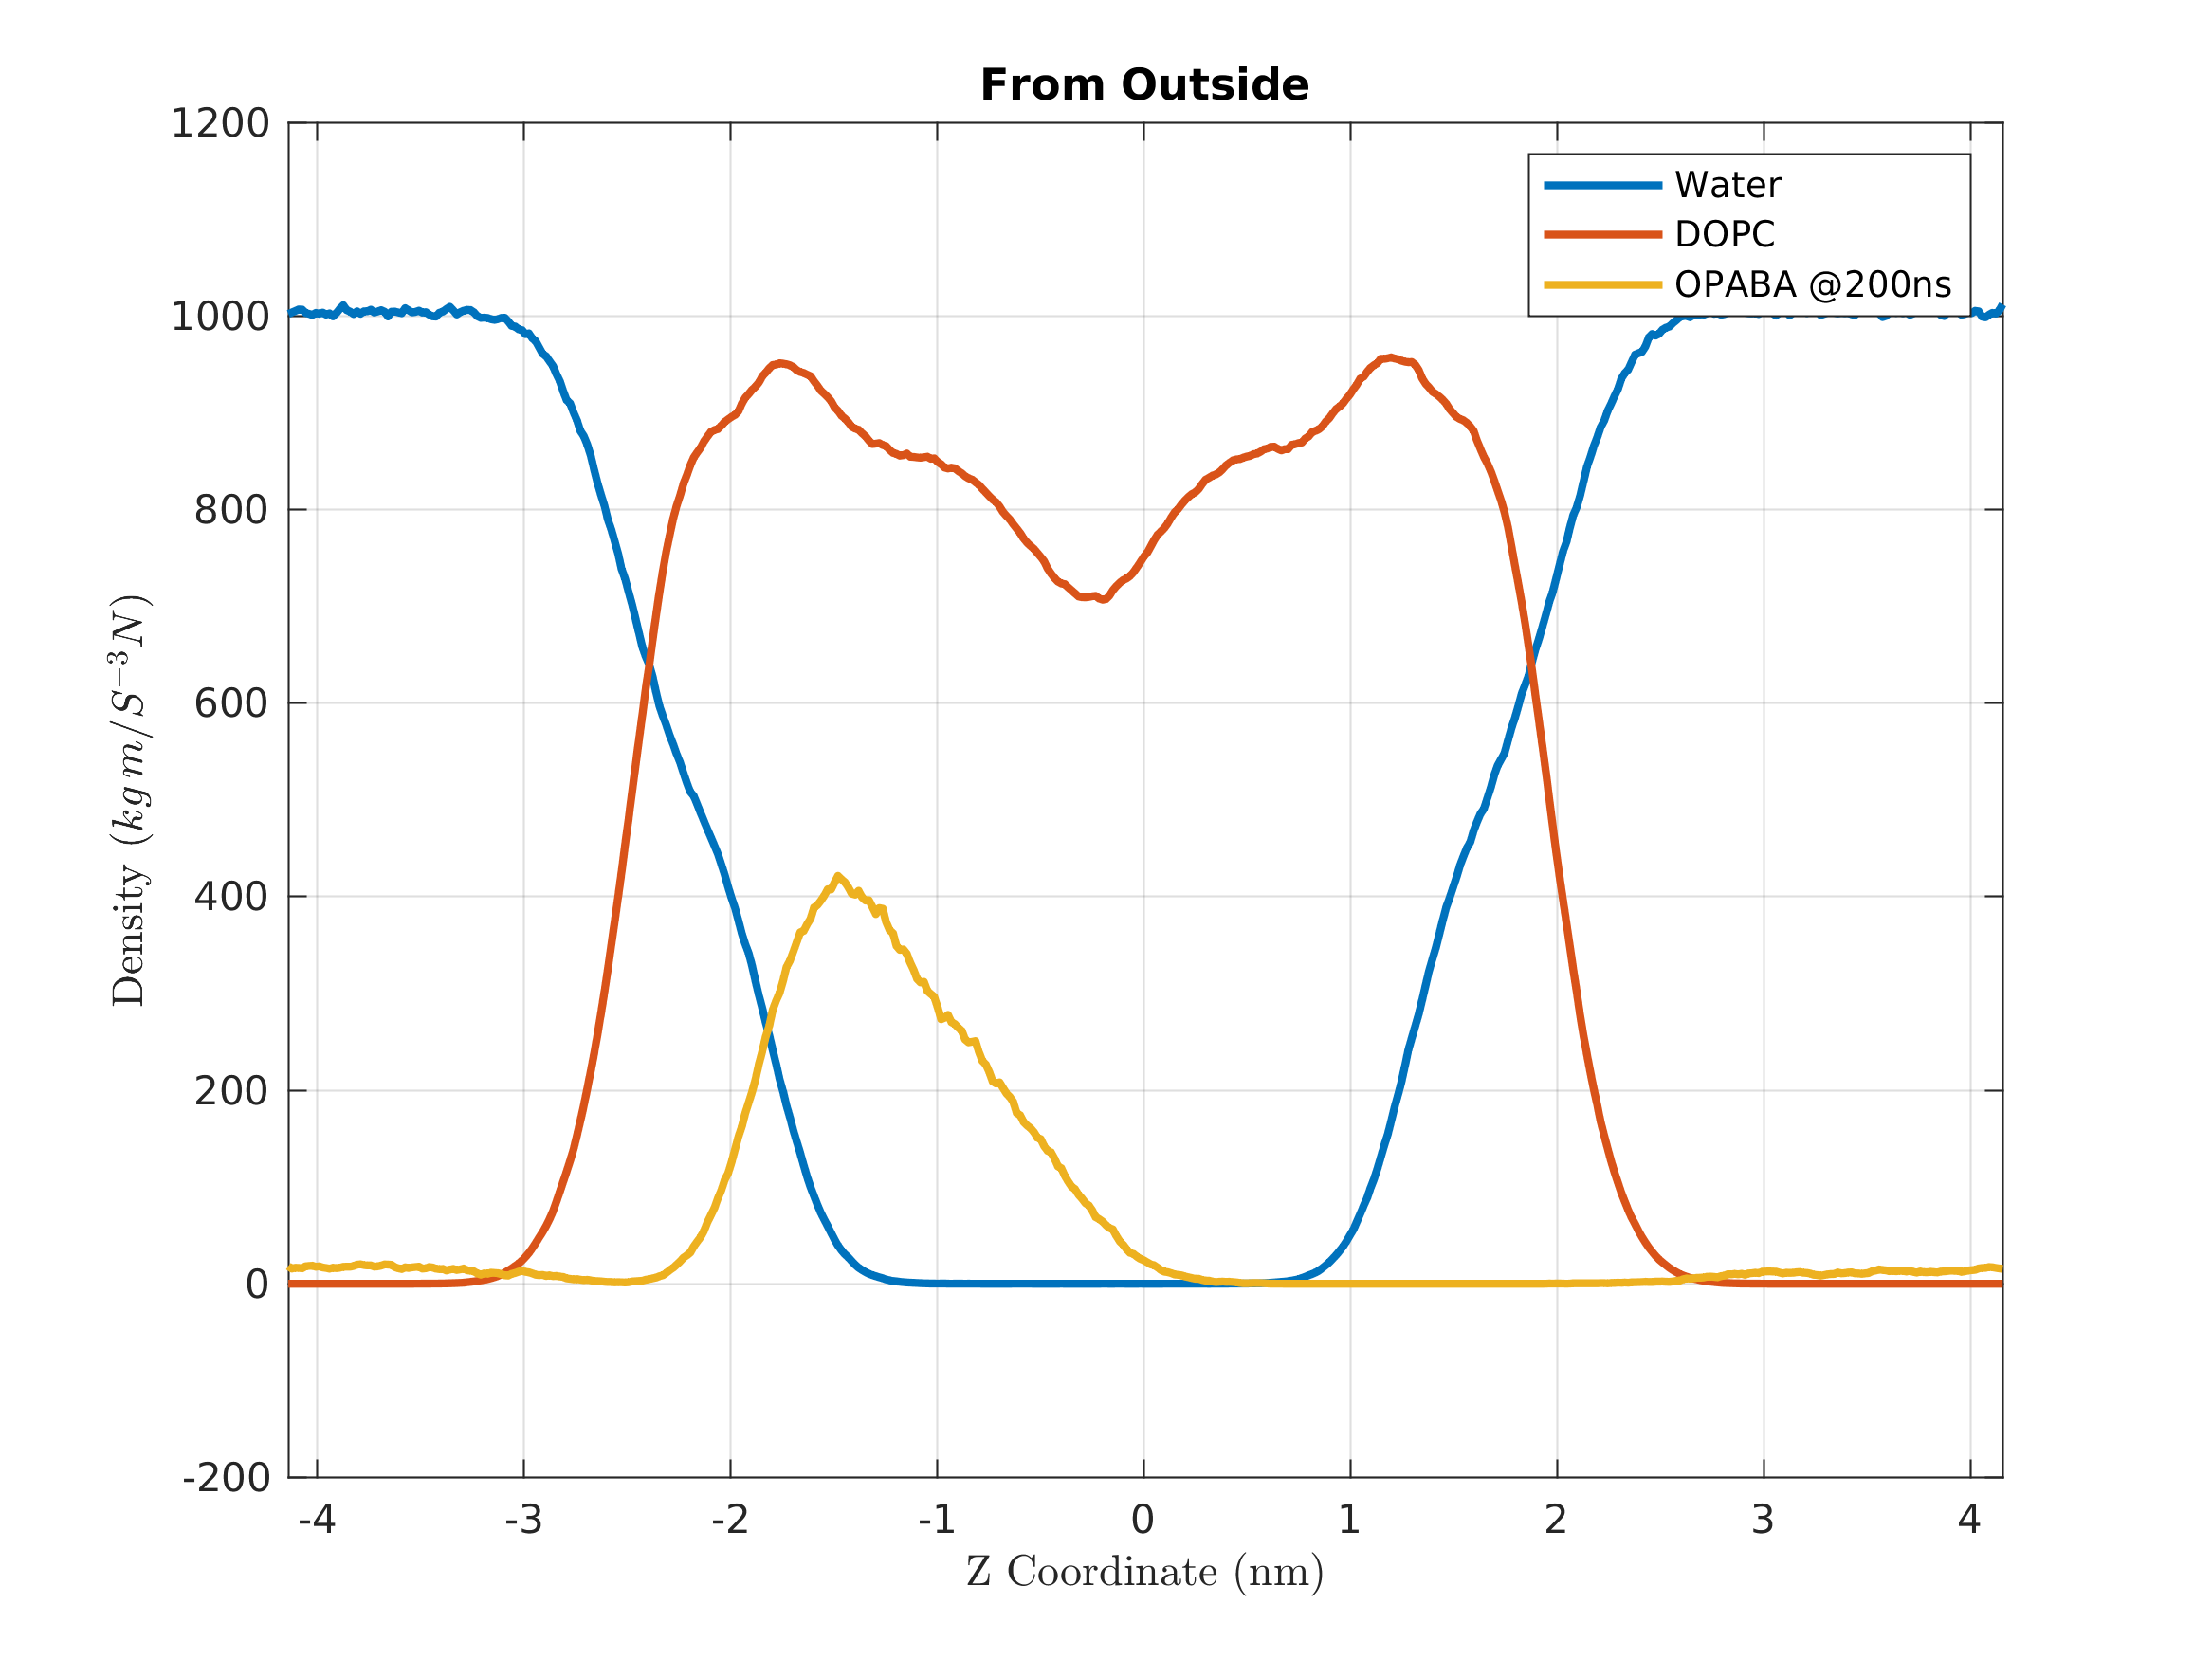 From Outside
1200
1000
800
600
400
200
0
-200
Density (kg m/S⁻³N)
Water
DOPC
OPABA @200ns
-4 -3 -2 -1 0 1 2 3 4
Z Coordinate (nm)